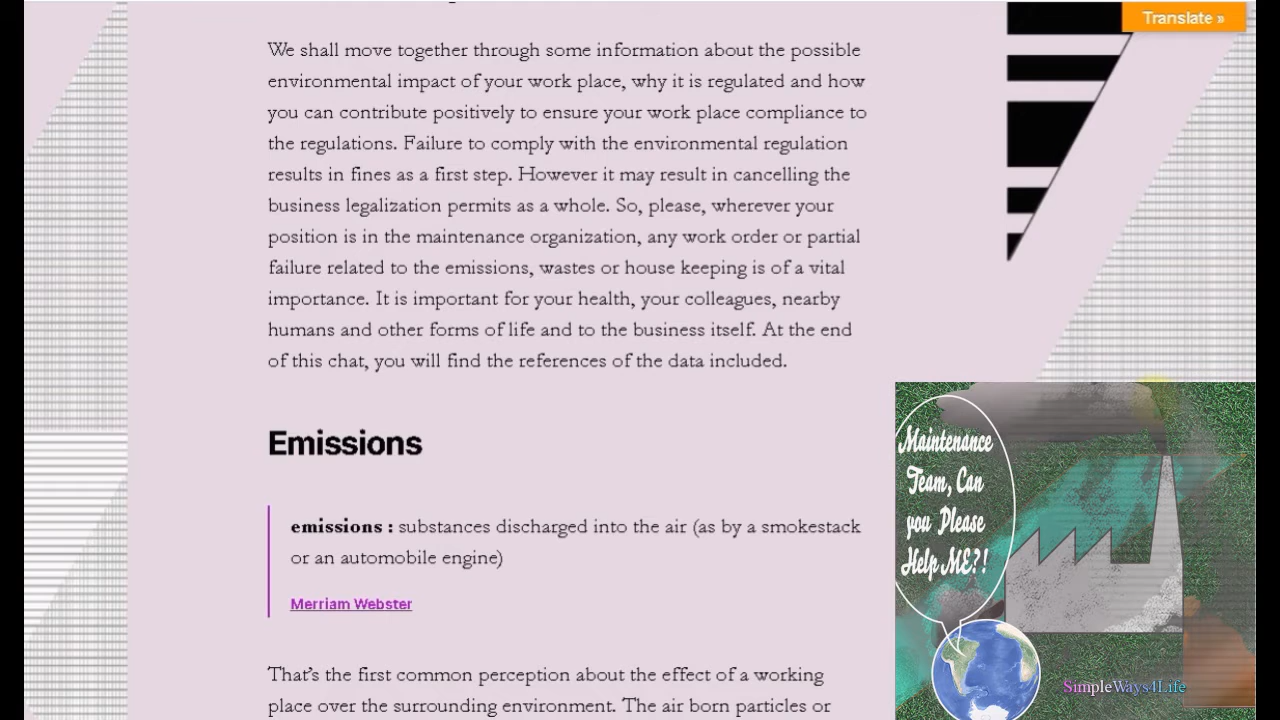 Translate »
We shall move together through some information about the possible
environmental impact of your work place, why it is regulated and how
you can contribute positively to ensure your work place compliance to
the regulations. Failure to comply with the environmental regulation
results in fines as a first step. However it may result in cancelling the
business legalization permits as a whole. So, please, wherever your
position is in the maintenance organization, any work order or partial
failure related to the emissions, wastes or house keeping is of a vital
importance. It is important for your health, your colleagues, nearby
humans and other forms of life and to the business itself. At the end
of this chat, you will find the references of the data included.
Emissions
emissions : substances discharged into the air (as by a smokestack
or an automobile engine)
Merriam Webster
That's the first common perception about the effect of a working
place over the surrounding environment. The air born particles or
Maintenance
Team, Can
you Please
Help ME?!
SimpleWays4Life